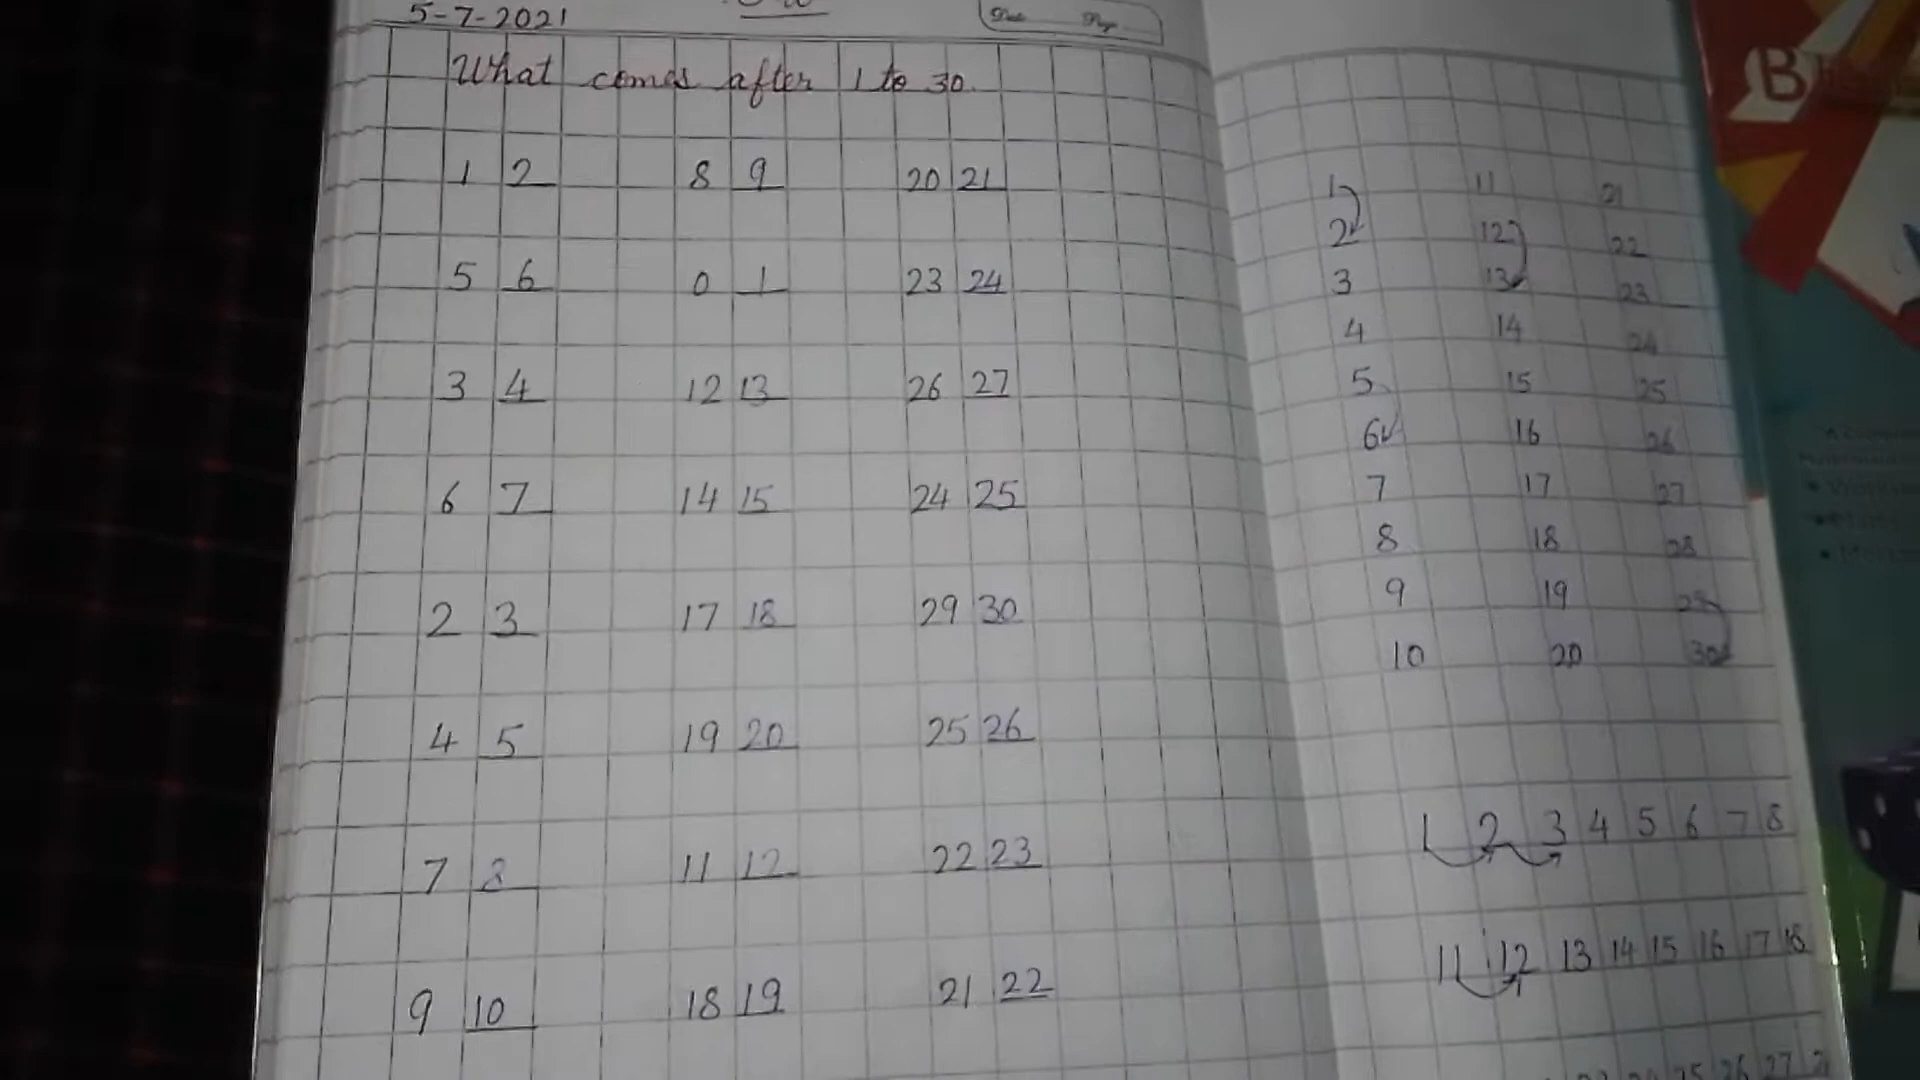 5-7-2021
Date Page
What comes after 1 to 30.
1 2 8 9 20 21
5 6 0 1 23 24
3 4 12 13 26 27
6 7 14 15 24 25
2 3 17 18 29 30
4 5 19 20 25 26
7 8 11 12 22 23
9 10 18 19 21 22
1 11 21
2 12 22
3 13 23
4 14 24
5 15 25
6 16 26
7 17 27
8 18 28
9 19 29
10 20 30
1 2 3 4 5 6 7 8
11 12 13 14 15 16 17 18
25 26 27